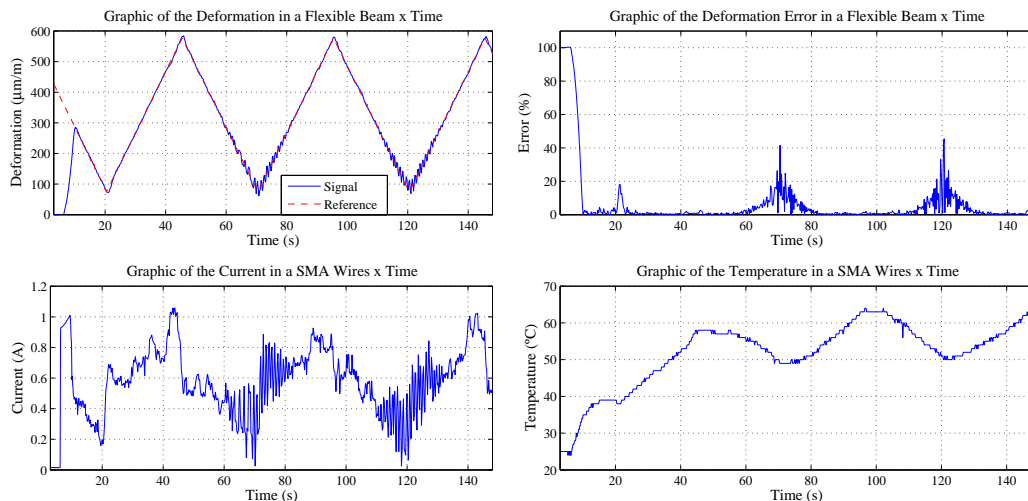 Graphic of the Deformation in a Flexible Beam x Time
600
500
400
300
200
100
0
Deformation (μm/m)
Signal
Reference
20 40 60 80 100 120 140
Time (s)
Graphic of the Deformation Error in a Flexible Beam x Time
100
80
60
40
20
0
Error (%)
20 40 60 80 100 120 140
Time (s)
Graphic of the Current in a SMA Wires x Time
1.2
1
0.8
0.6
0.4
0.2
0
Current (A)
20 40 60 80 100 120 140
Time (s)
Graphic of the Temperature in a SMA Wires x Time
70
60
50
40
30
20
Temperature (ºC)
20 40 60 80 100 120 140
Time (s)